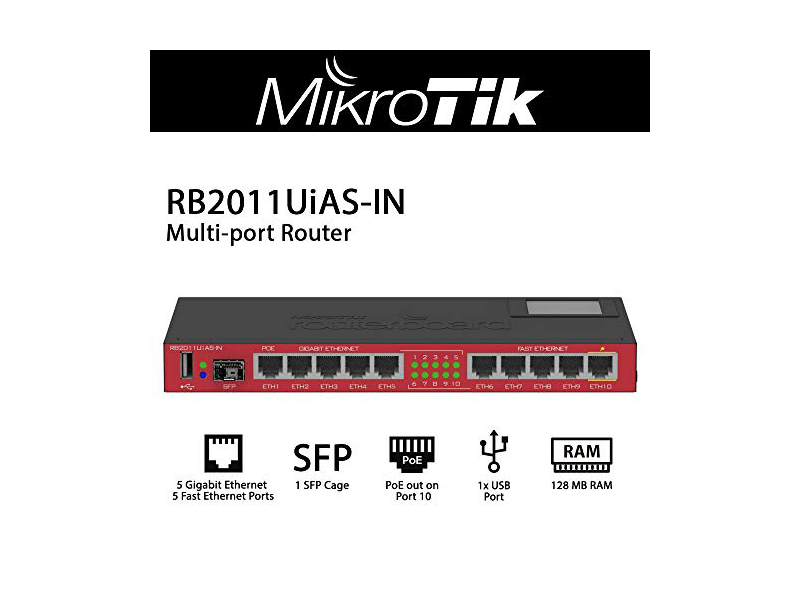 MikroTik
RB2011UiAS-IN
Multi-port Router
routerboard
RB2011UiAS-IN POE GIGABIT ETHERNET 1 2 3 4 5 FAST ETHERNET
SFP ETH1 ETH2 ETH3 ETH4 ETH5 6 7 8 9 10 ETH6 ETH7 ETH8 ETH9 ETH10
SFP PoE RAM
5 Gigabit Ethernet 1 SFP Cage PoE out on 1x USB 128 MB RAM
5 Fast Ethernet Ports Port 10 Port